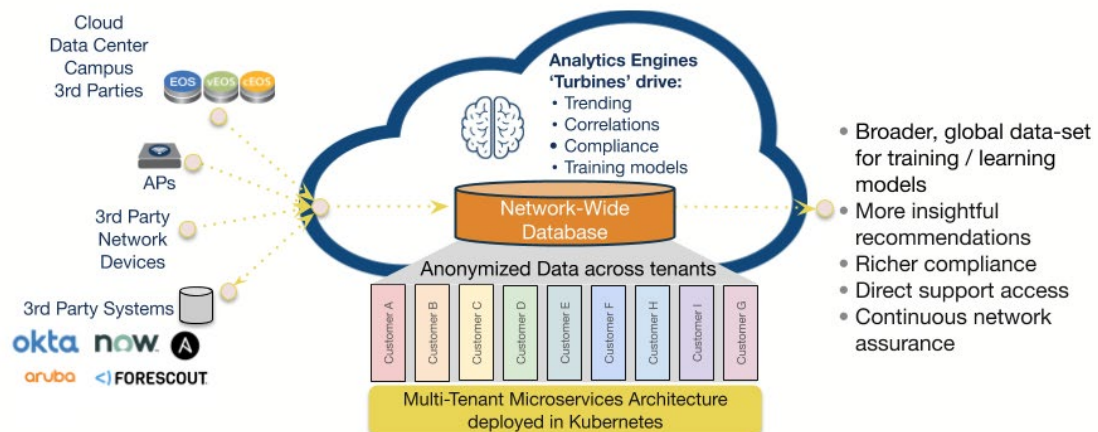 Cloud
Data Center
Campus
3rd Parties
EOS
vEOS
cEOS
APs
3rd Party
Network
Devices
3rd Party Systems
okta
now.
A
aruba
<) FORESCOUT.
Analytics Engines
'Turbines' drive:
• Trending
• Correlations
• Compliance
• Training models
Network-Wide
Database
Anonymized Data across tenants
Customer A
Customer B
Customer C
Customer D
Customer E
Customer F
Customer H
Customer I
Customer G
Multi-Tenant Microservices Architecture
deployed in Kubernetes
• Broader, global data-set
for training / learning
models
• More insightful
recommendations
• Richer compliance
• Direct support access
• Continuous network
assurance